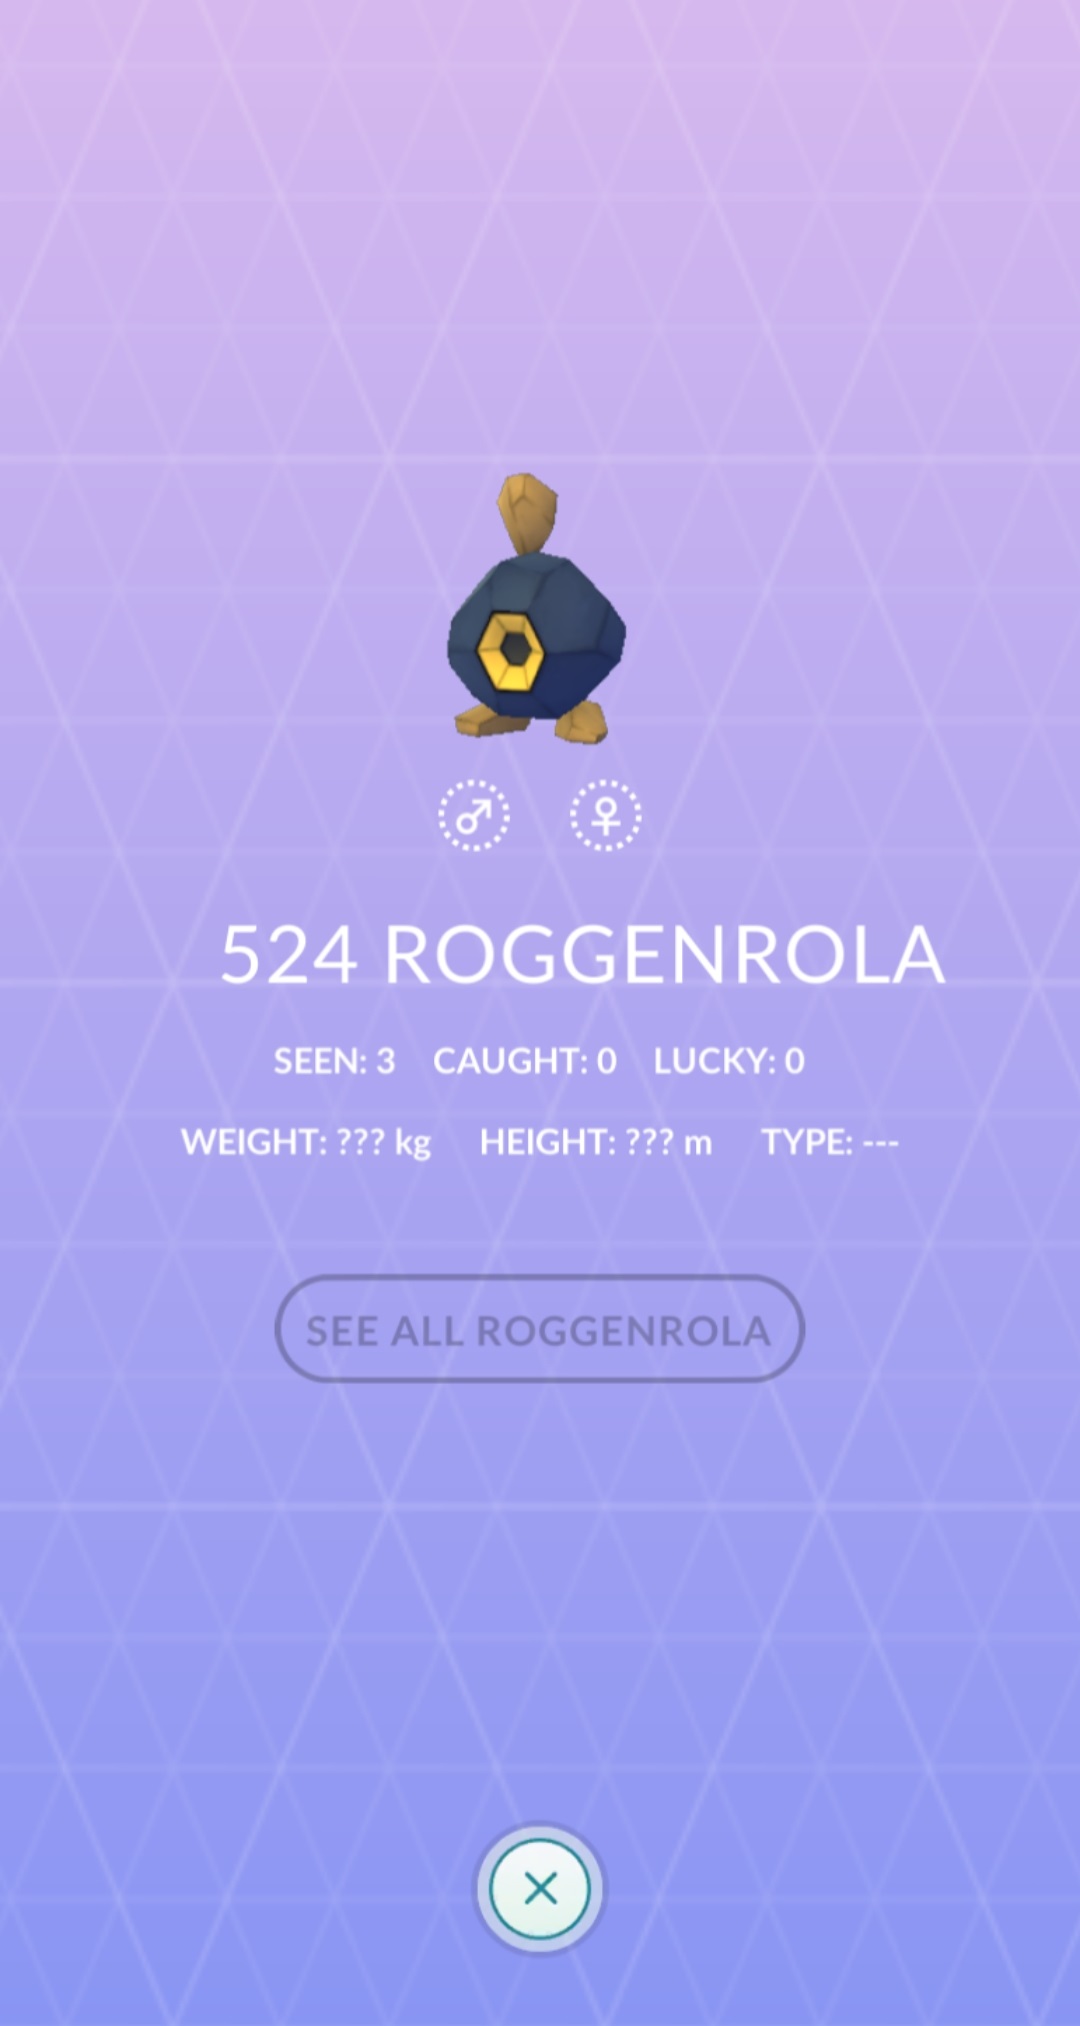 ♂ ♀
524 ROGGENROLA
SEEN: 3 CAUGHT: 0 LUCKY: 0
WEIGHT: ??? kg HEIGHT: ??? m TYPE: ---
SEE ALL ROGGENROLA